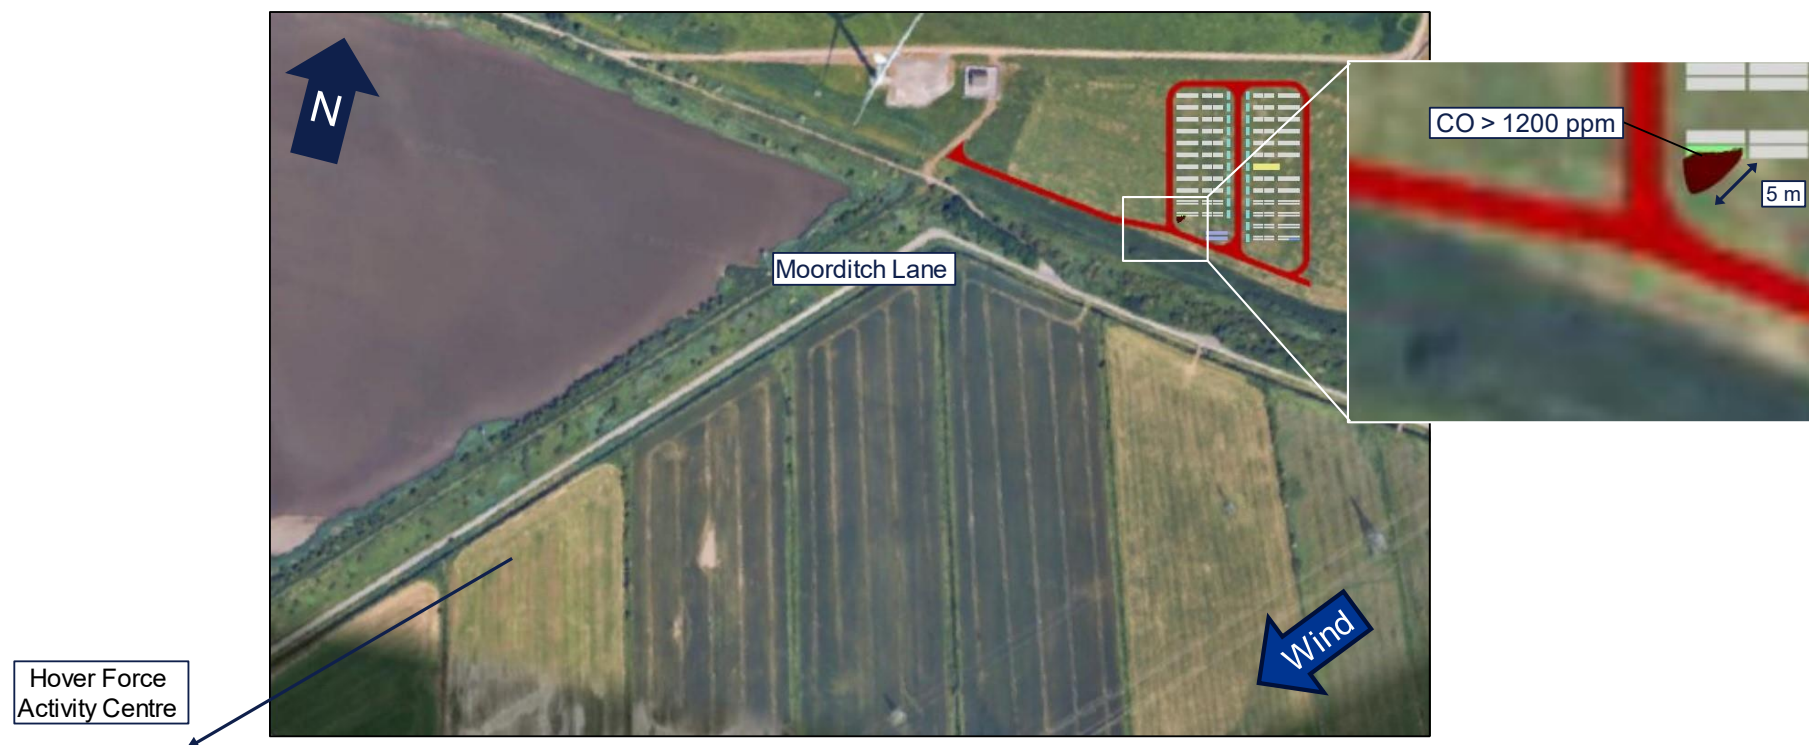 N
CO > 1200 ppm
5 m
Moorditch Lane
Wind
Hover Force
Activity Centre